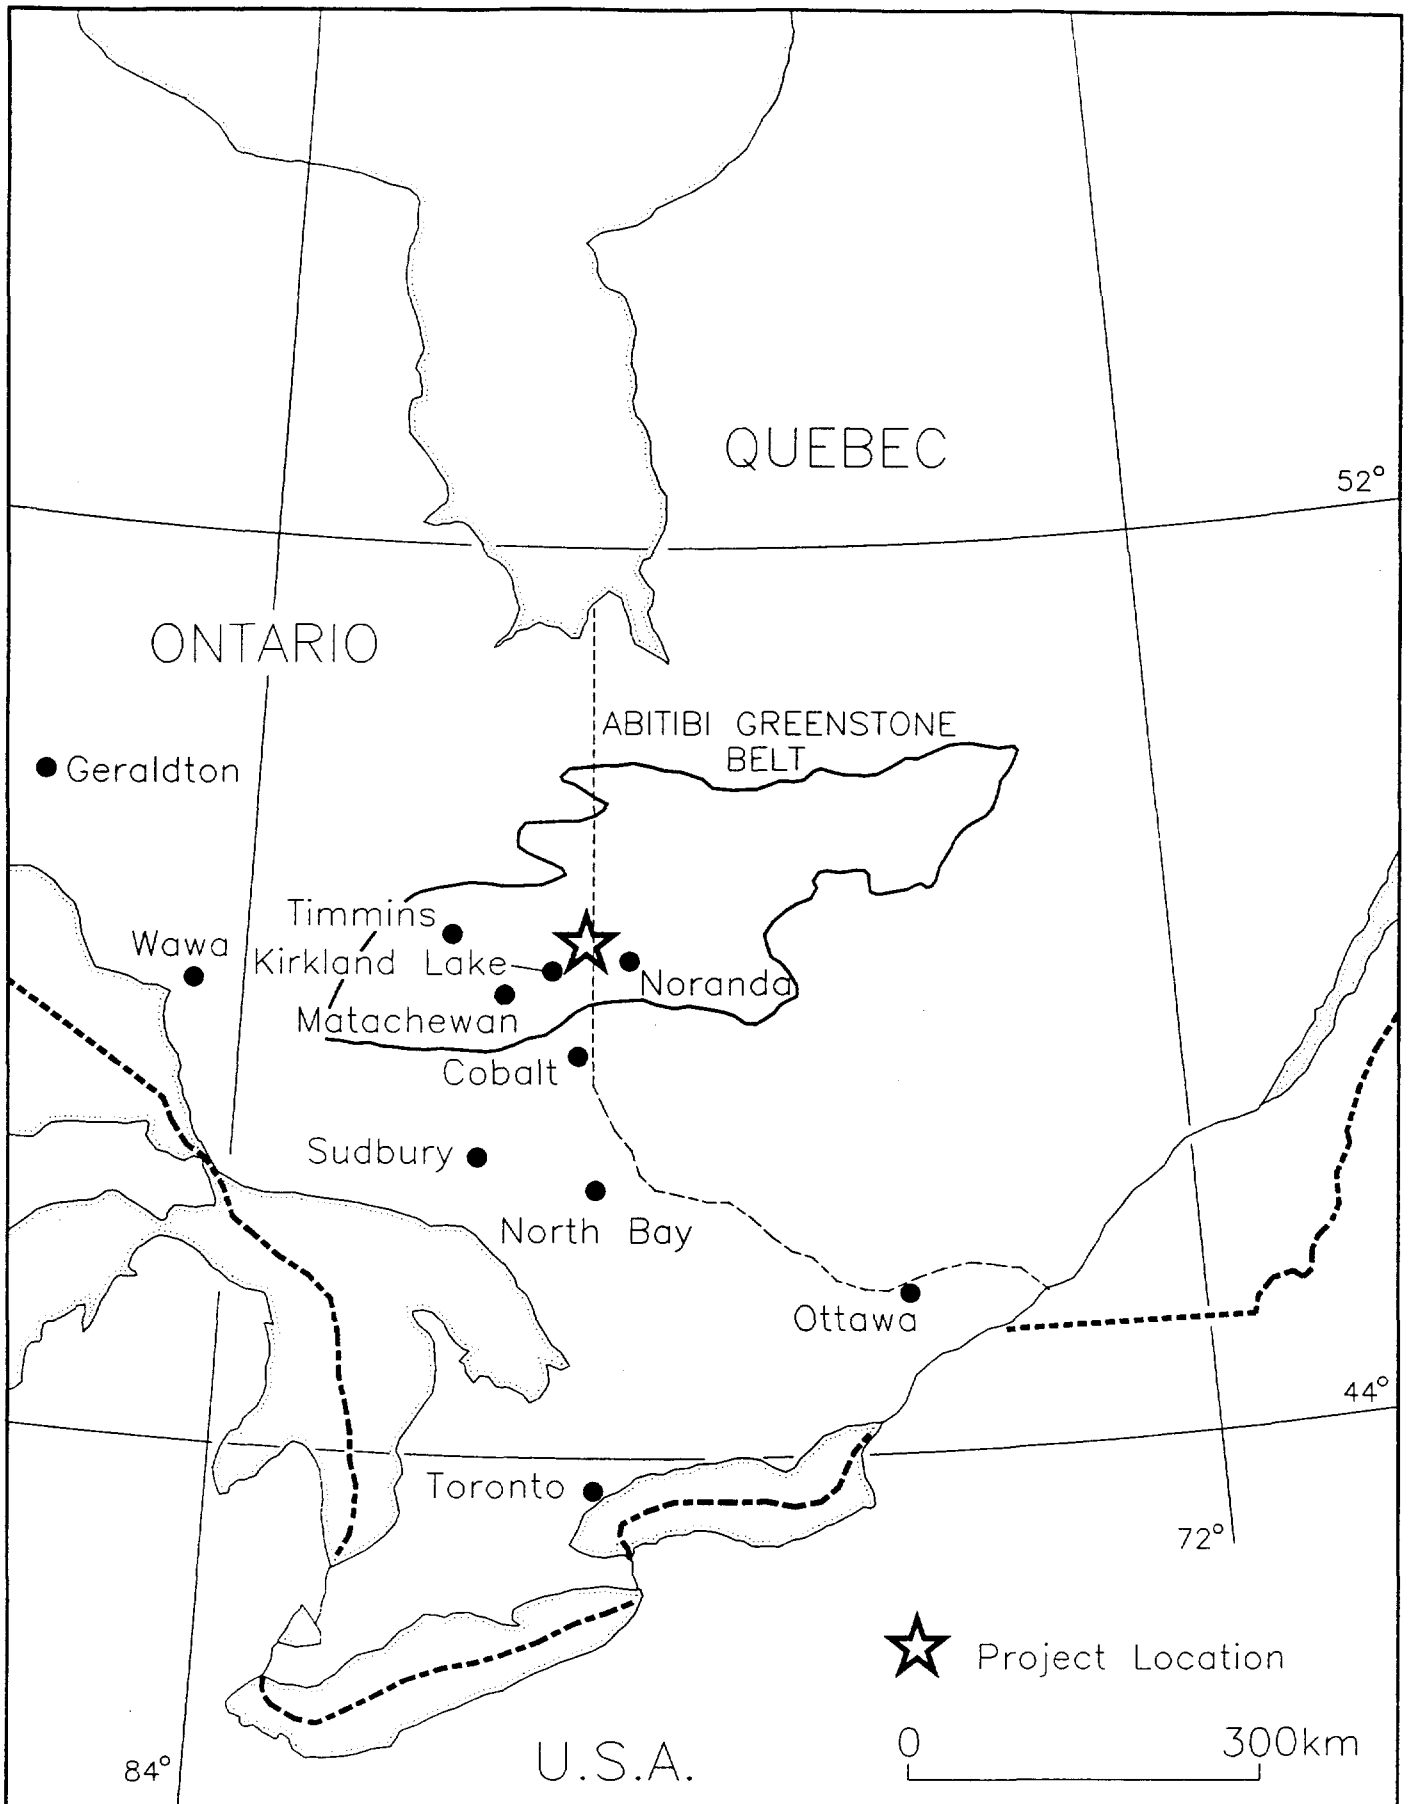 QUEBEC
52°
ONTARIO
ABITIBI GREENSTONE
BELT
Geraldton
Timmins
Wawa
Kirkland Lake
Noranda
Matachewan
Cobalt
Sudbury
North Bay
Ottawa
44°
Toronto
72°
Project Location
0 300km
U.S.A.
84°